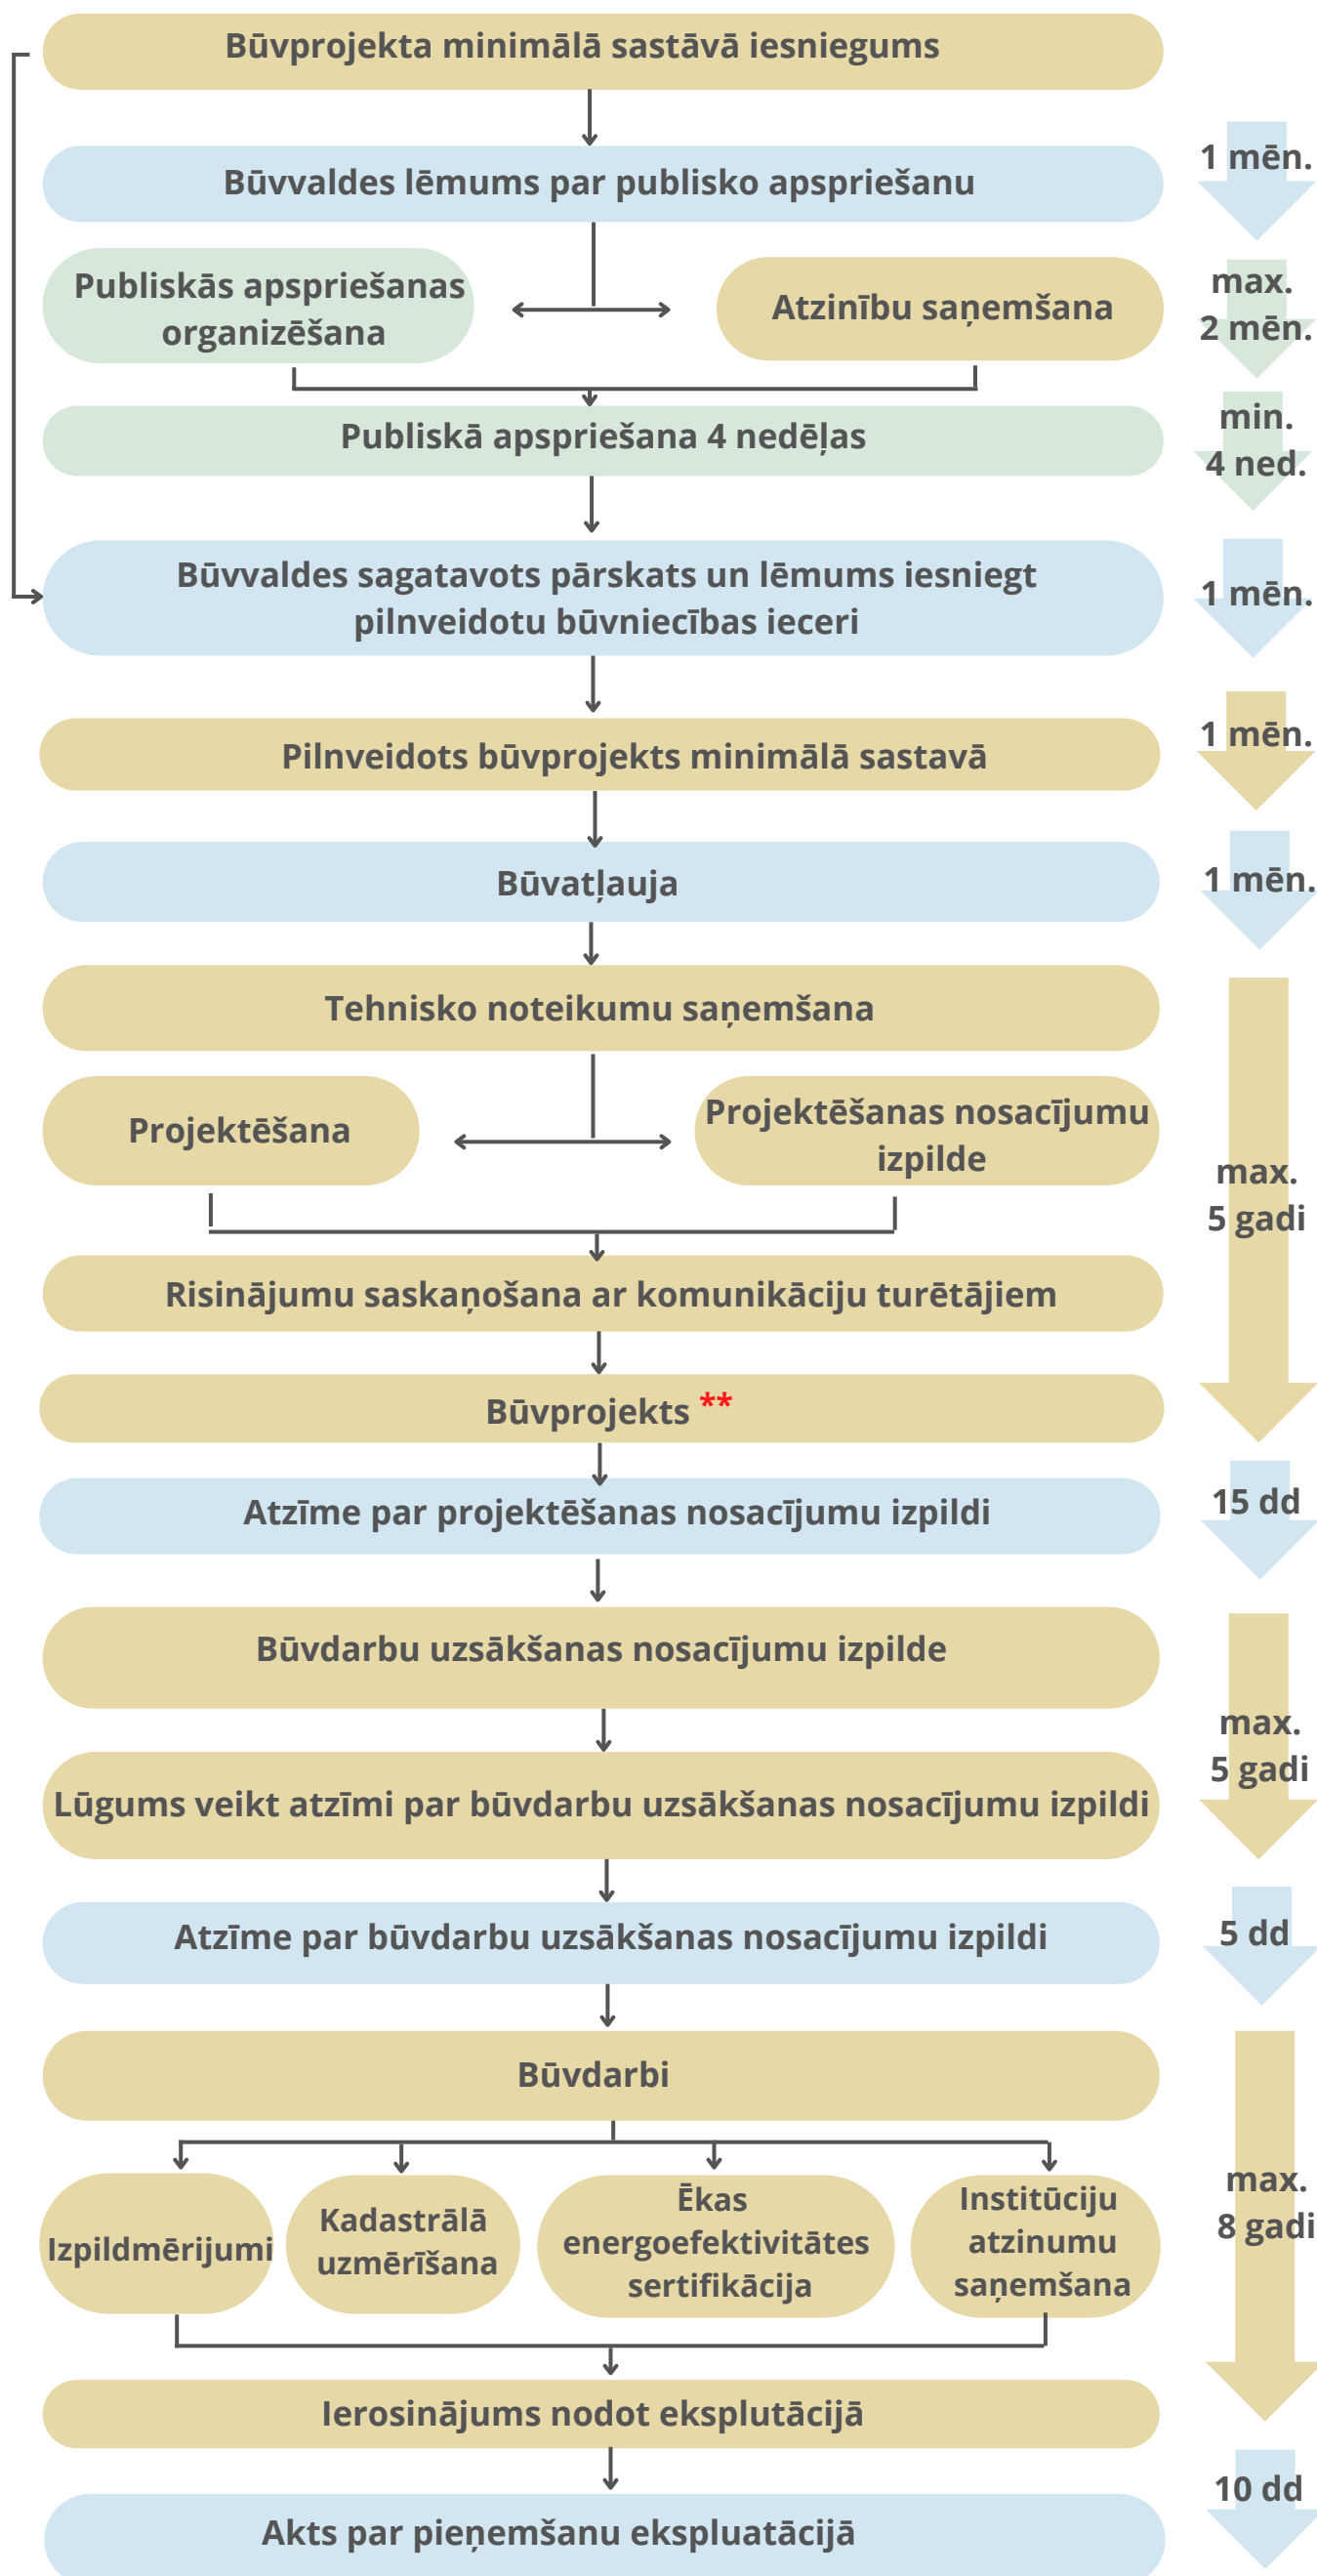 Būvprojekta minimālā sastāvā iesniegums
Būvvaldes lēmums par publisko apspriešanu
1 mēn.
Publiskās apspriešanas
organizēšana
Atzinību saņemšana
max.
2 mēn.
Publiskā apspriešana 4 nedēļas
min.
4 ned.
Būvvaldes sagatavots pārskats un lēmums iesniegt
pilnveidotu būvniecības ieceri
1 mēn.
Pilnveidots būvprojekts minimālā sastavā
1 mēn.
Būvatļauja
1 mēn.
Tehnisko noteikumu saņemšana
Projektēšana
Projektēšanas nosacījumu
izpilde
max.
5 gadi
Risinājumu saskaņošana ar komunikāciju turētājiem
Būvprojekts **
Atzīme par projektēšanas nosacījumu izpildi
15 dd
Būvdarbu uzsākšanas nosacījumu izpilde
max.
5 gadi
Lūgums veikt atzīmi par būvdarbu uzsākšanas nosacījumu izpildi
Atzīme par būvdarbu uzsākšanas nosacījumu izpildi
5 dd
Būvdarbi
Izpildmērijumi
Kadastrālā
uzmērīšana
Ēkas
energoefektivitātes
sertifikācija
Institūciju
atzinumu
saņemšana
max.
8 gadi
Ierosinājums nodot eksplutācijā
10 dd
Akts par pieņemšanu ekspluatācijā